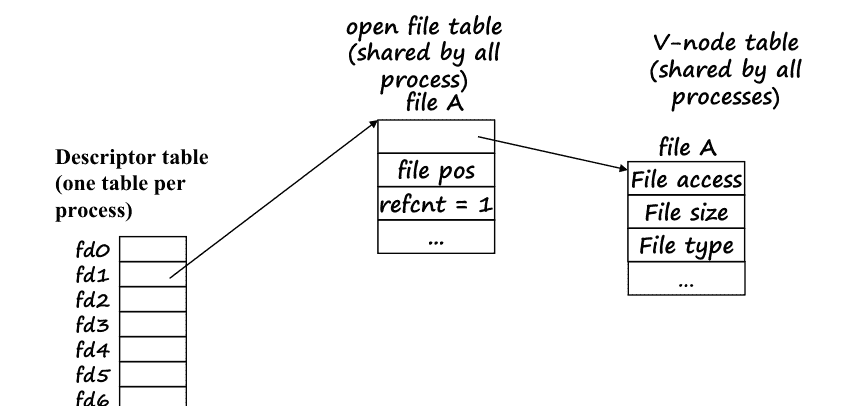 open file table
(shared by all
process)
file A
V-node table
(shared by all
processes)
file A
Descriptor table
(one table per
process)
file pos
refcnt = 1
...
File access
File size
File type
...
fd0
fd1
fd2
fd3
fd4
fd5
fd6